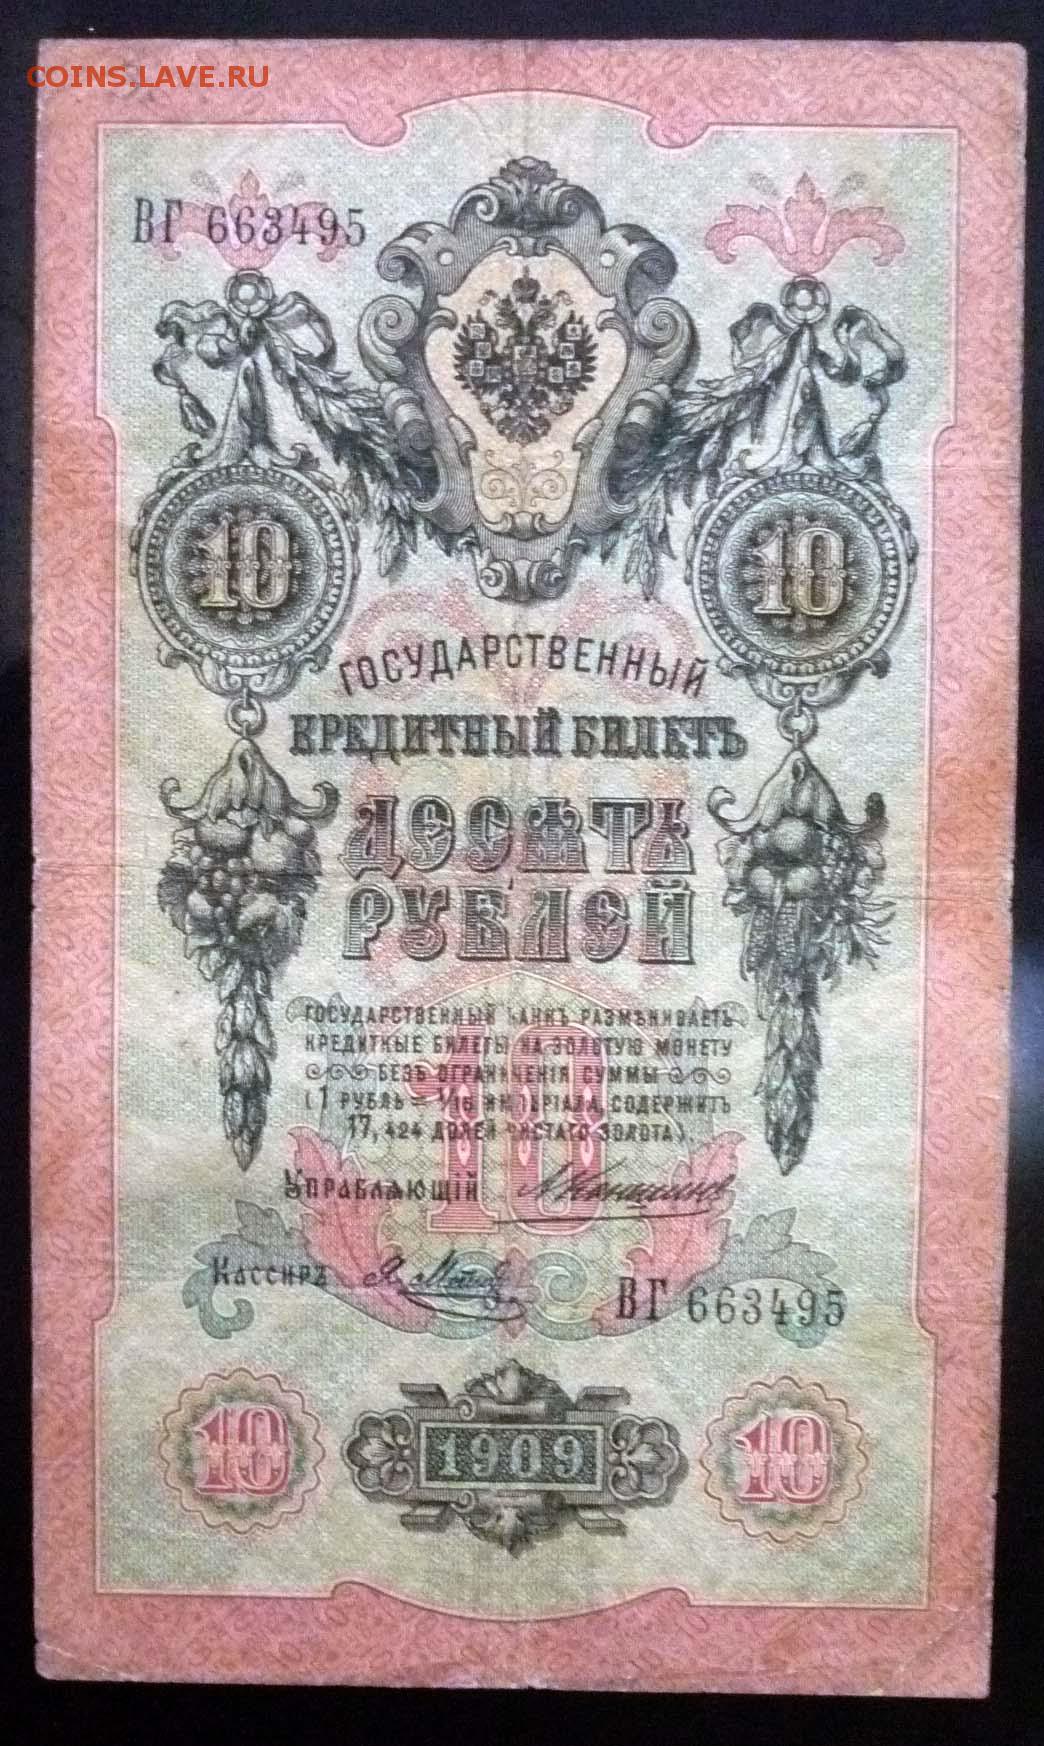 COINS.LAVE.RU
ВГ 663495
10 10
ГОСУДАРСТВЕННЫЙ
КРЕДИТНЫЙ БИЛЕТЪ
ДЕСЯТЬ
РУБЛЕЙ
ГОСУДАРСТВЕННЫЙ БАНКЪ РАЗМѢНИВАЕТЪ
КРЕДИТНЫЕ БИЛЕТЫ НА ЗОЛОТУЮ МОНЕТУ
БЕЗЪ ОГРАНИЧЕНІЯ СУММЫ
(1 РУБЛЬ = 1/15 ИМПЕРІАЛА, СОДЕРЖИТЪ
17,424 ДОЛЕЙ ЧИСТАГО ЗОЛОТА).
10
УПРАВЛЯЮЩІЙ
КАССИРЪ
ВГ 663495
10 1909 10